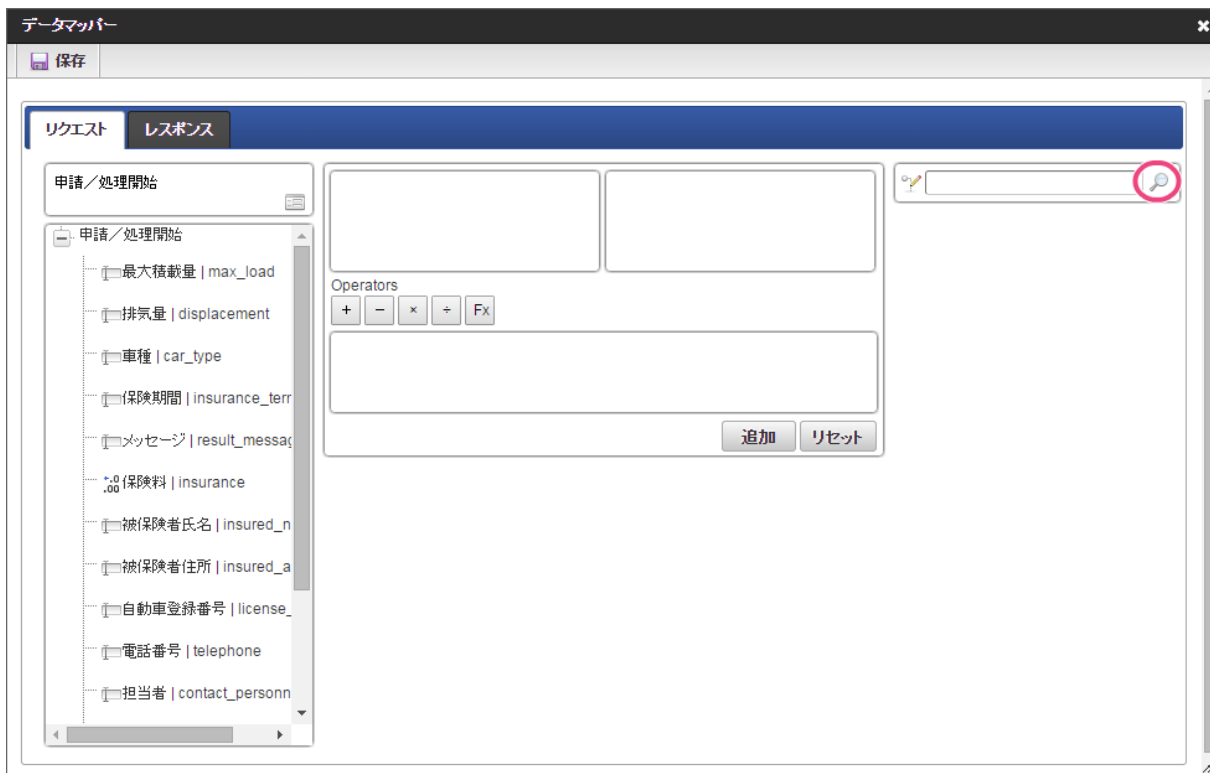 データマッパー
保存
リクエスト
レスポンス
申請／処理開始
申請／処理開始
最大積載量 | max_load
排気量 | displacement
車種 | car_type
保険期間 | insurance_terr
メッセージ | result_messag
保険料 | insurance
被保険者氏名 | insured_n
被保険者住所 | insured_a
自動車登録番号 | license_
電話番号 | telephone
担当者 | contact_personn
Operators
+ − × ÷ Fx
追加 リセット